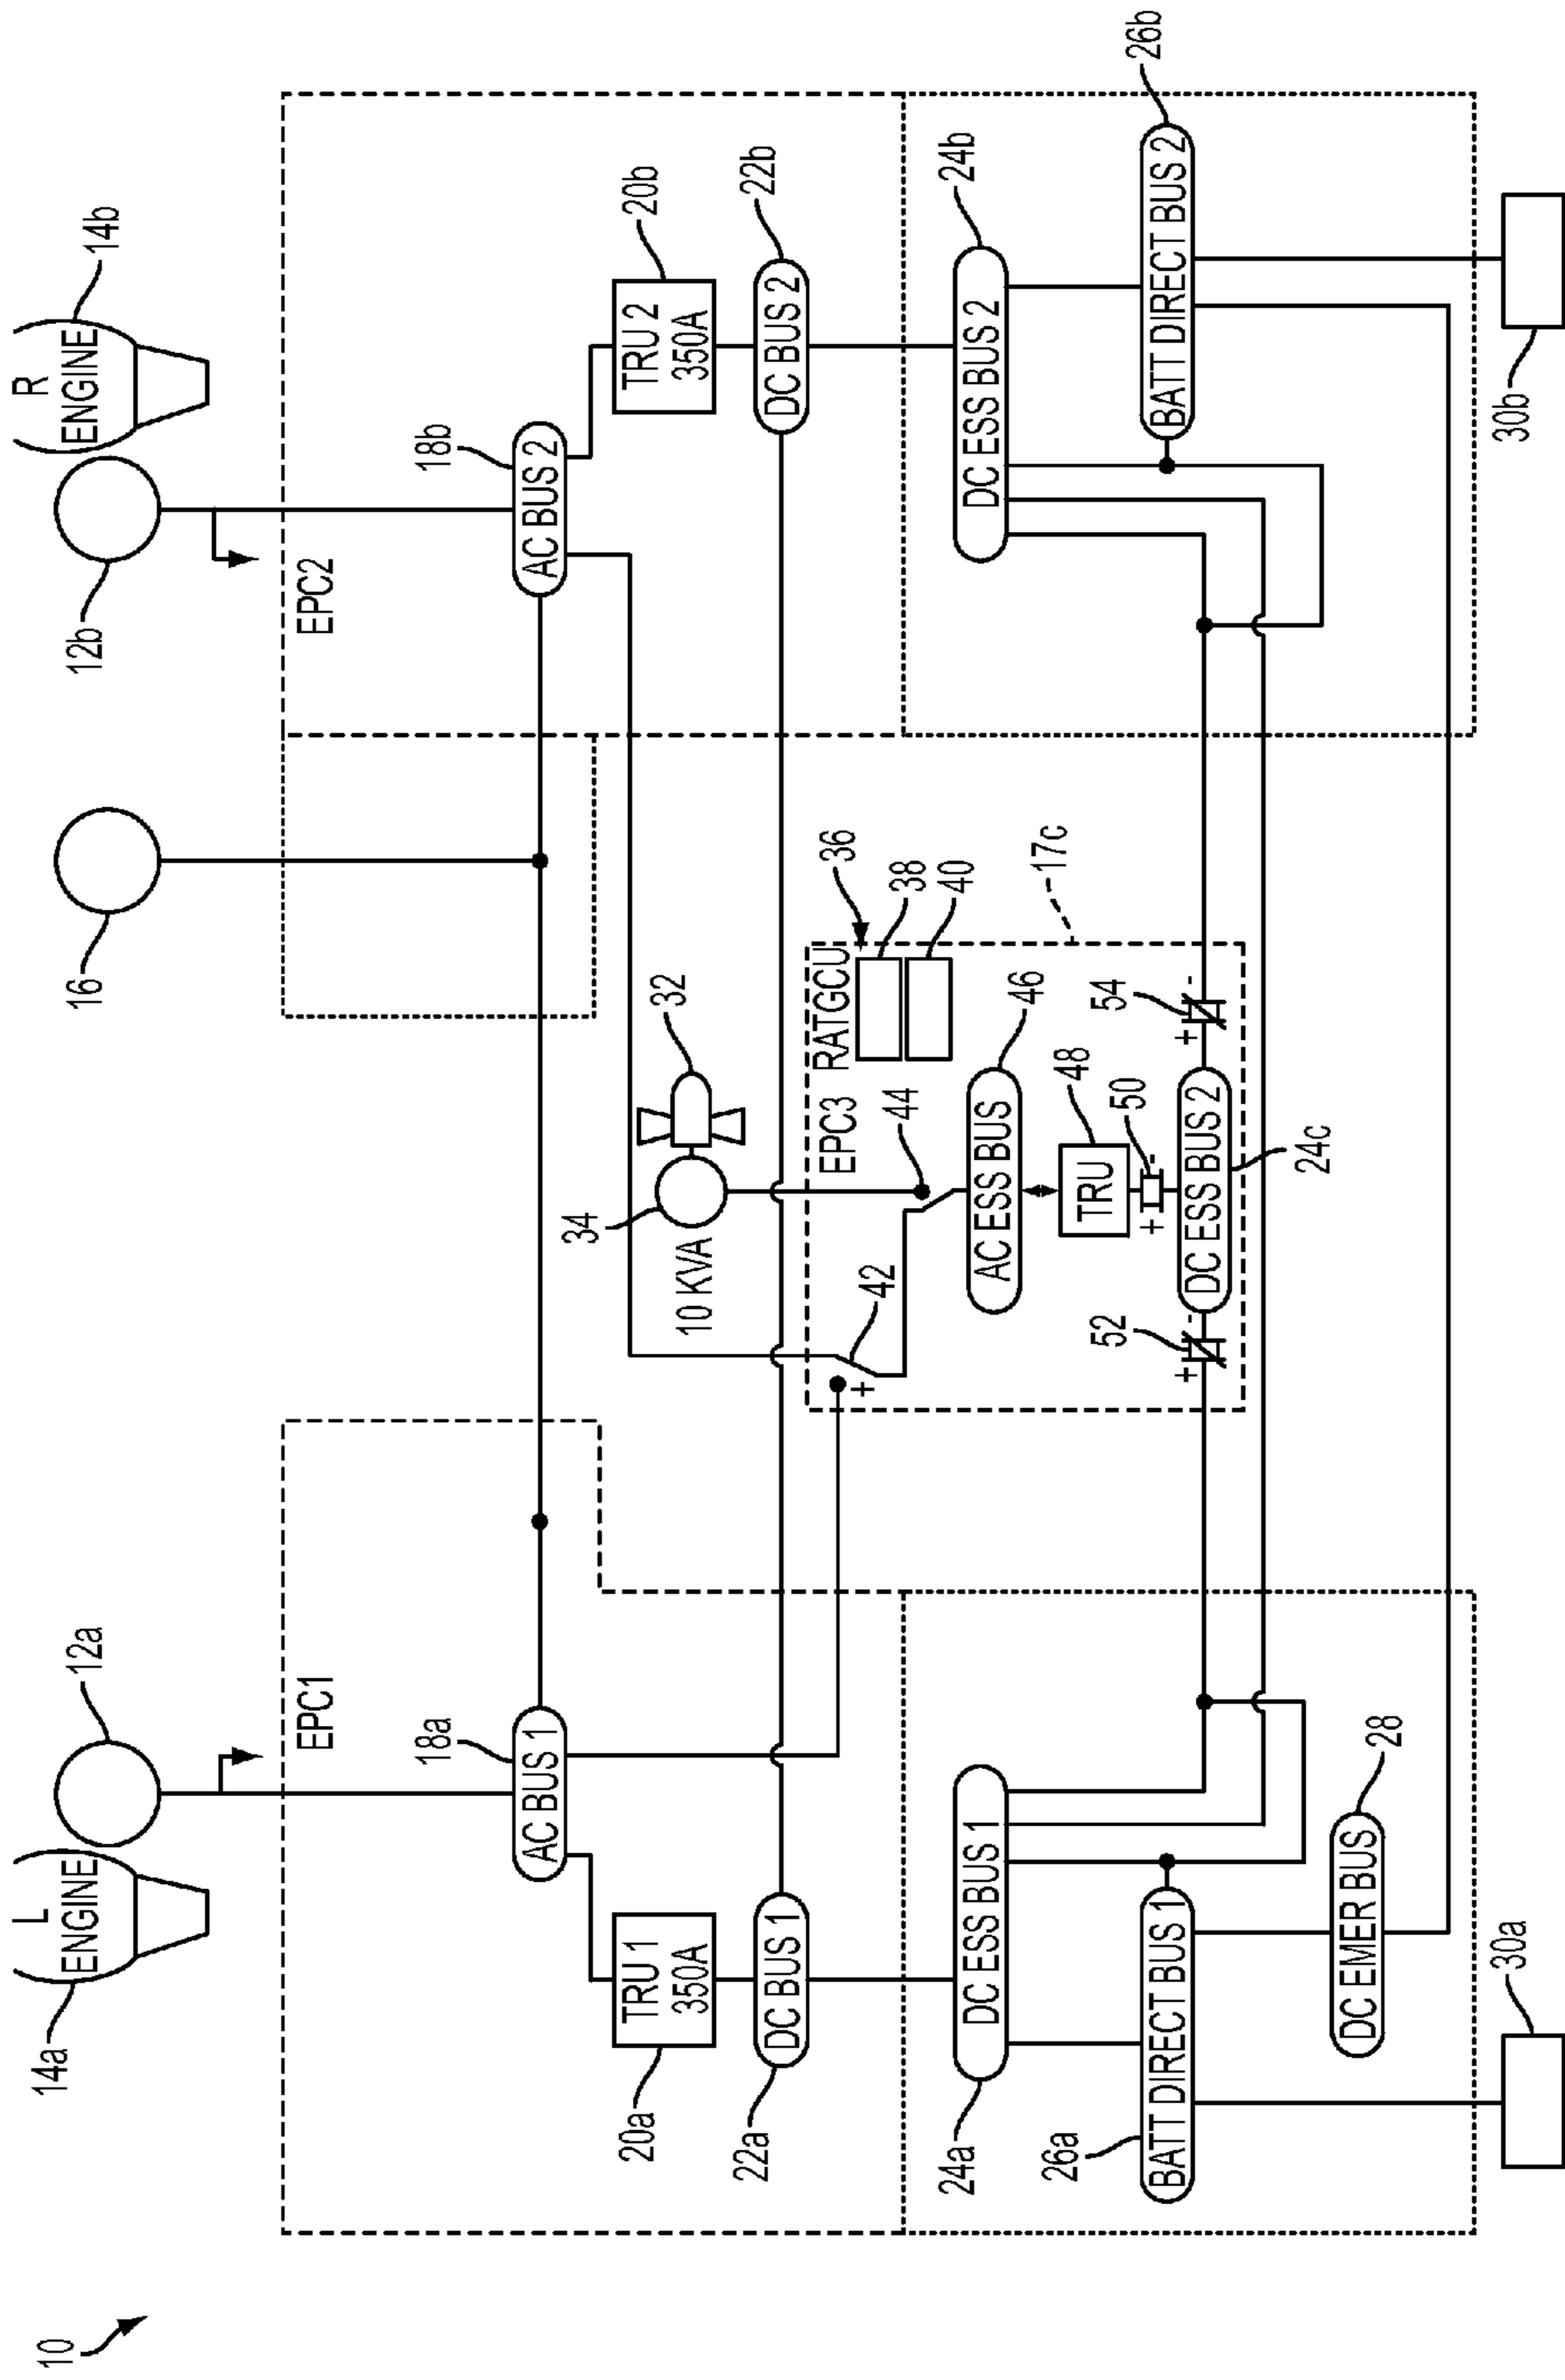 10
14a
L
ENGINE
12a
16
12b
R
ENGINE
14b
EPC1
EPC2
18a
AC BUS 1
AC BUS 2
18b
20a
TRU 1
350A
TRU 2
350A
20b
22a
DC BUS 1
DC BUS 2
22b
34
10 KVA
32
EPC3
RATGCU
36
38
40
17c
42
+
44
24a
DC ESS BUS 1
AC ESS BUS
46
DC ESS BUS 2
24b
TRU
48
26a
BATT DIRECT BUS 1
+
-
50
BATT DIRECT BUS 2
26b
52
+
-
DC ESS BUS 2
24c
54
+
-
DC EMER BUS
28
30a
30b